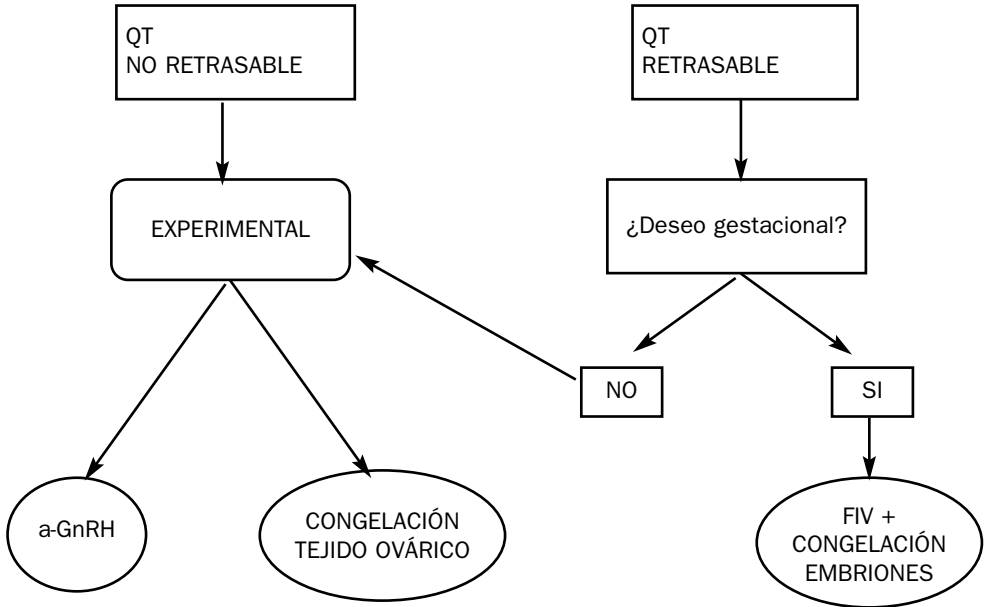 QT
NO RETRASABLE
QT
RETRASABLE
EXPERIMENTAL
¿Deseo gestacional?
NO
SI
a-GnRH
CONGELACIÓN
TEJIDO OVÁRICO
FIV +
CONGELACIÓN
EMBRIONES